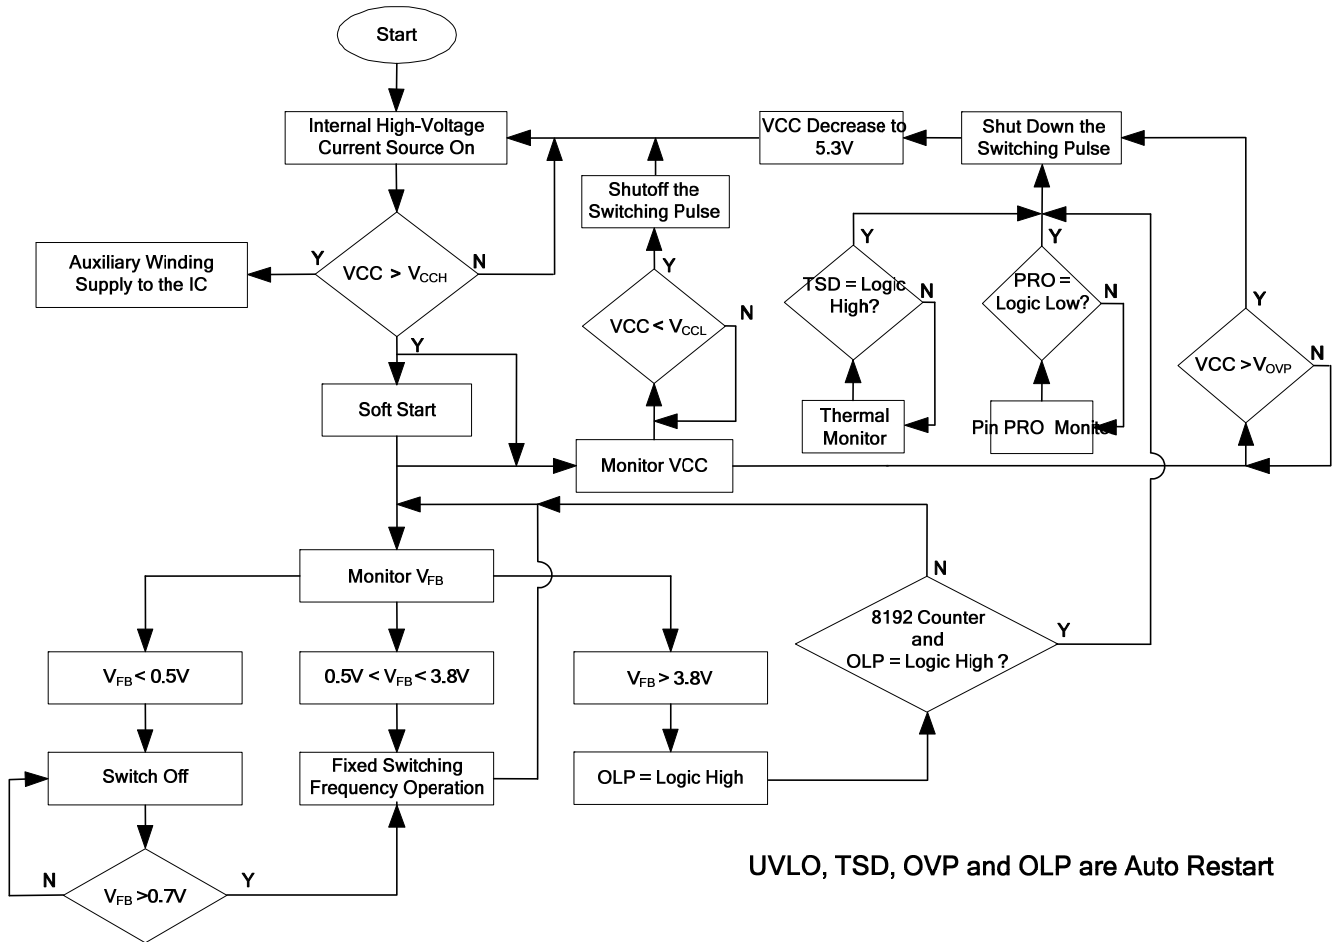 Start
Internal High-Voltage
Current Source On
VCC Decrease to
5.3V
Shut Down the
Switching Pulse
Shutoff the
Switching Pulse
Auxiliary Winding
Supply to the IC
Y
VCC > VCCH
N
Y
Y
VCC < VCCL
N
Y
TSD = Logic
High?
N
Y
PRO =
Logic Low?
N
Y
VCC > VOVP
N
Soft Start
Thermal
Monitor
Pin PRO Monito
Monitor VCC
Monitor VFB
N
8192 Counter
and
OLP = Logic High ?
Y
VFB < 0.5V
0.5V < VFB < 3.8V
VFB > 3.8V
Switch Off
Fixed Switching
Frequency Operation
OLP = Logic High
N
VFB >0.7V
Y
UVLO, TSD, OVP and OLP are Auto Restart